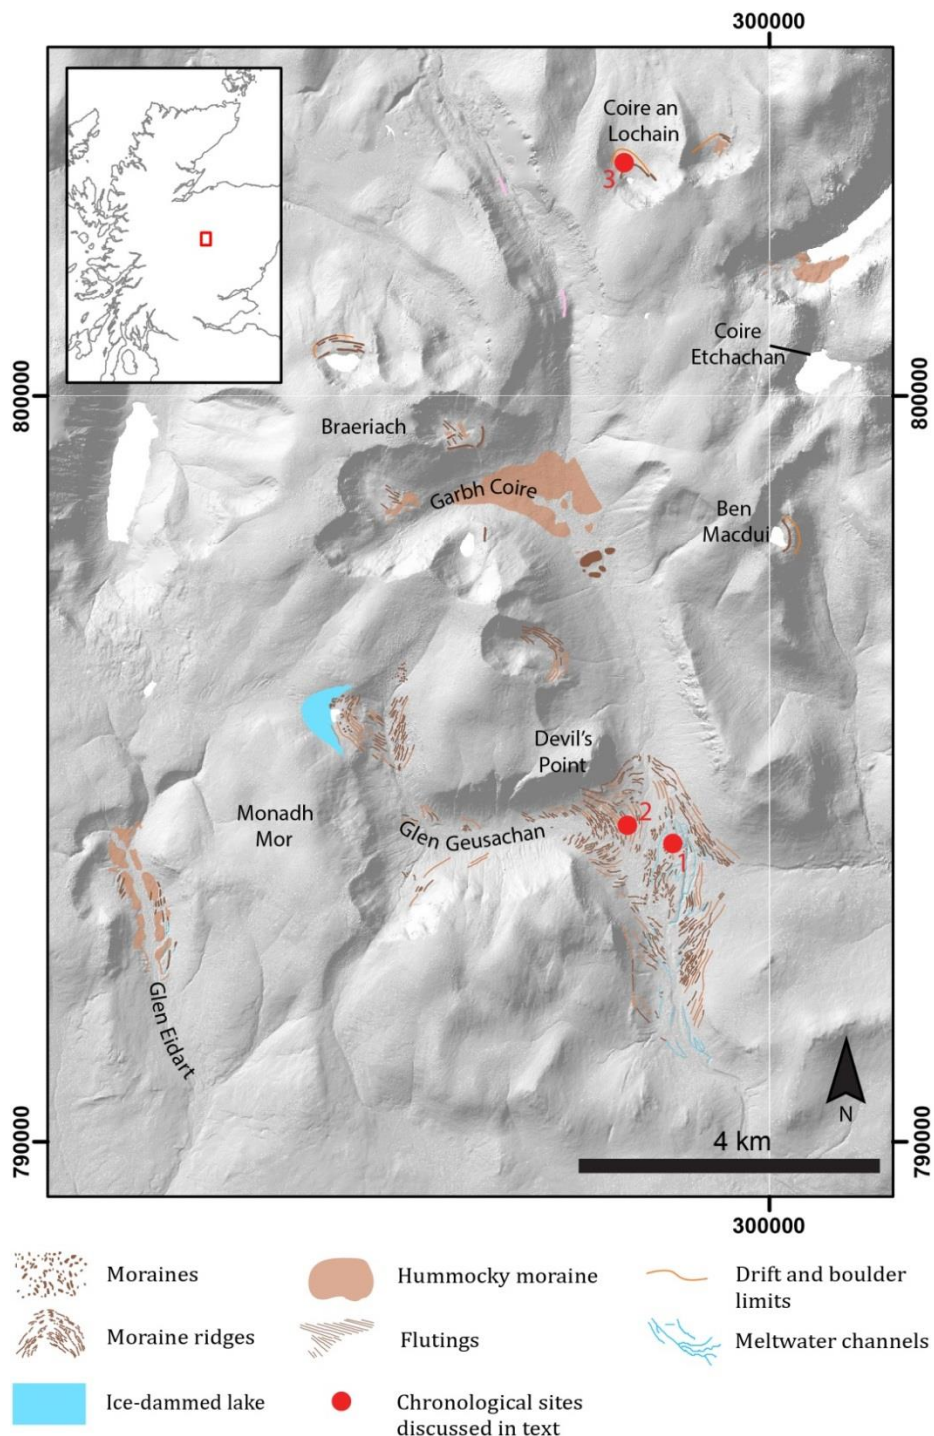 300000
Coire an
Lochain
3
Coire
Etchachan
800000
800000
Braeriach
Garbh Coire
Ben
Macdui
Devil's
Point
Monadh
Mor
Glen Geusachan
2
1
Glen Eidart
N
4 km
790000
790000
300000
Moraines
Hummocky moraine
Drift and boulder
limits
Moraine ridges
Flutings
Meltwater channels
Ice-dammed lake
Chronological sites
discussed in text